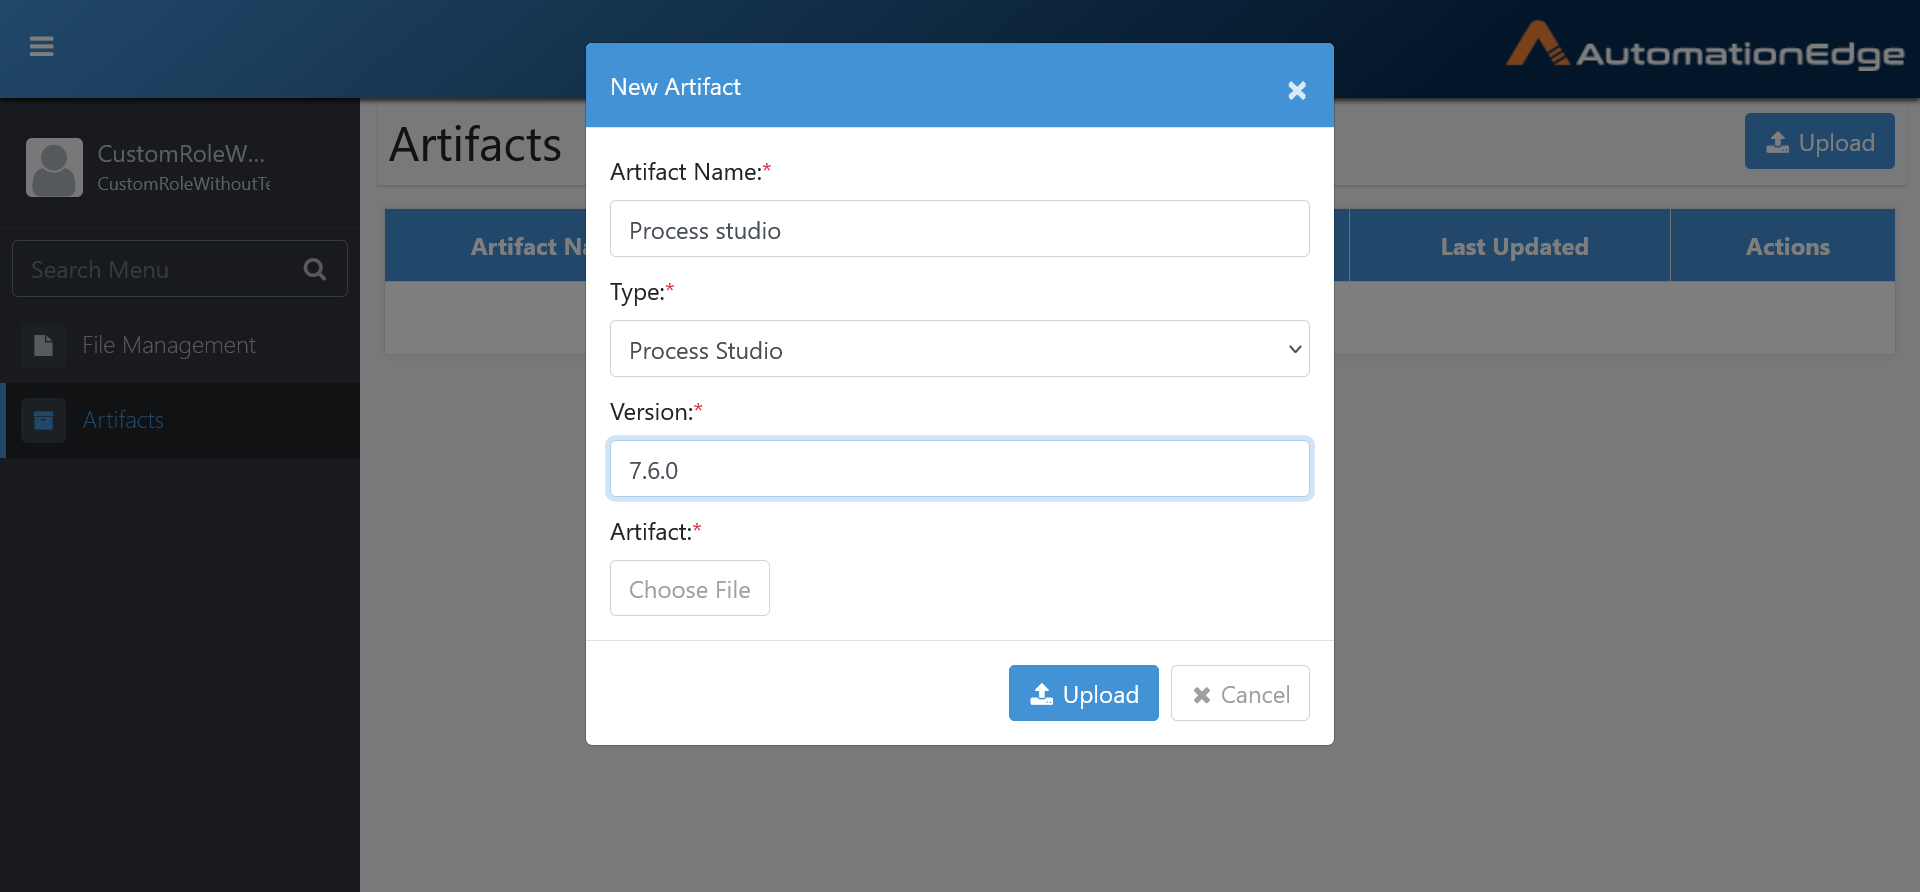 AutomationEdge
CustomRoleW...
CustomRoleWithoutTe
Search Menu
File Management
Artifacts
Artifacts
Upload
Artifact Na
Last Updated
Actions
New Artifact
Artifact Name:*
Process studio
Type:*
Process Studio
Version:*
7.6.0
Artifact:*
Choose File
Upload
Cancel